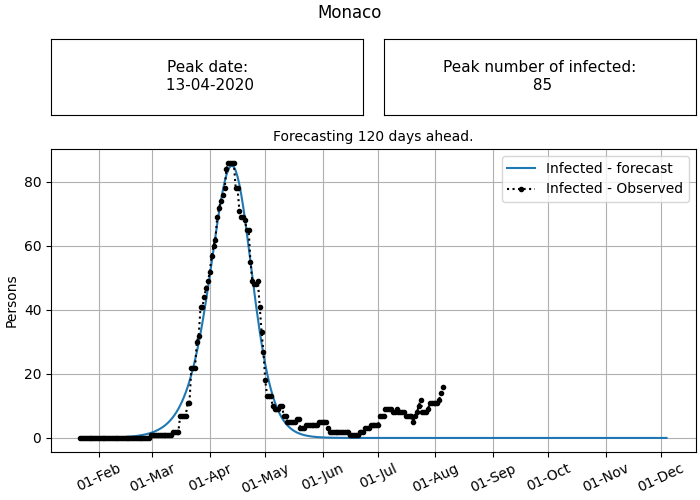 Monaco
Peak date:
13-04-2020
Peak number of infected:
85
Forecasting 120 days ahead.
Infected - forecast
Infected - Observed
Persons
80
60
40
20
0
01-Feb
01-Mar
01-Apr
01-May
01-Jun
01-Jul
01-Aug
01-Sep
01-Oct
01-Nov
01-Dec